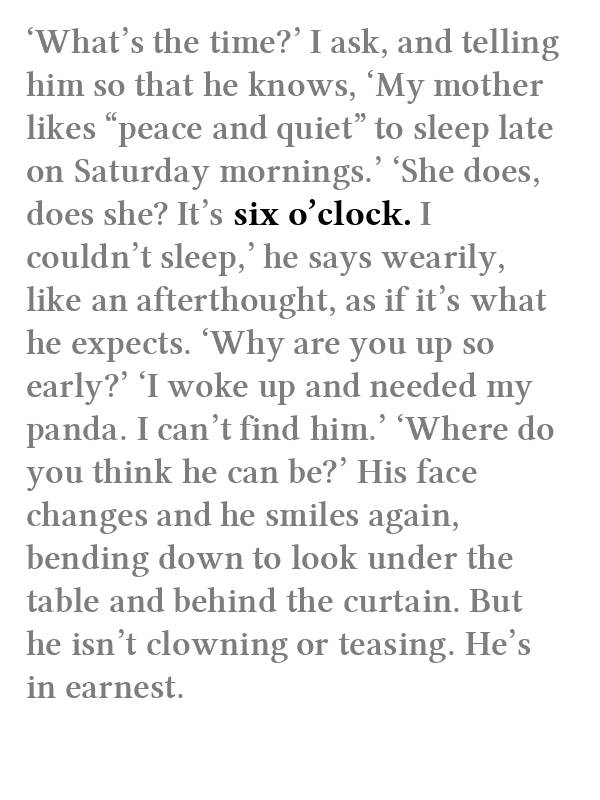 ‘What’s the time?’ I ask, and telling
him so that he knows, ‘My mother
likes “peace and quiet” to sleep late
on Saturday mornings.’ ‘She does,
does she? It’s six o’clock. I
couldn’t sleep,’ he says wearily,
like an afterthought, as if it’s what
he expects. ‘Why are you up so
early?’ ‘I woke up and needed my
panda. I can’t find him.’ ‘Where do
you think he can be?’ His face
changes and he smiles again,
bending down to look under the
table and behind the curtain. But
he isn’t clowning or teasing. He’s
in earnest.